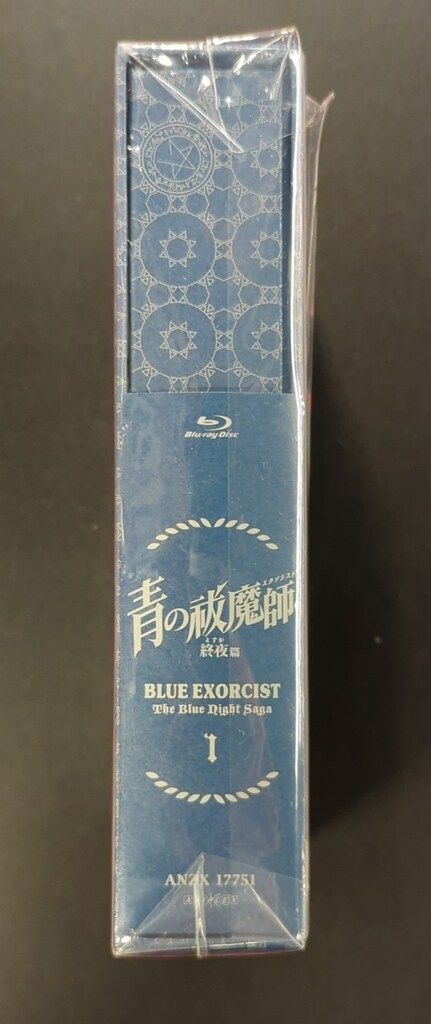 Blu-ray Disc
エクソシスト
青の祓魔師
よすが
終夜篇
BLUE EXORCIST
The Blue Night Saga
1
ANZX 17751